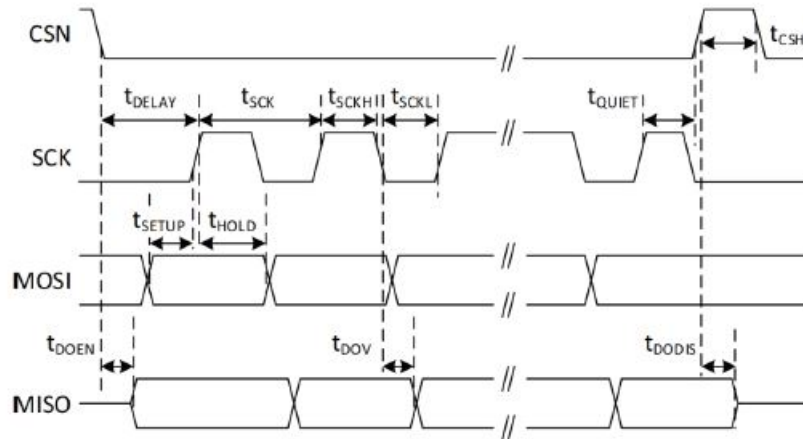 CSN
tCSH
tDELAY tSCK tSCKH tSCKL tQUIET
SCK
tSETUP tHOLD
MOSI
tDOEN tDOV tDODIS
MISO